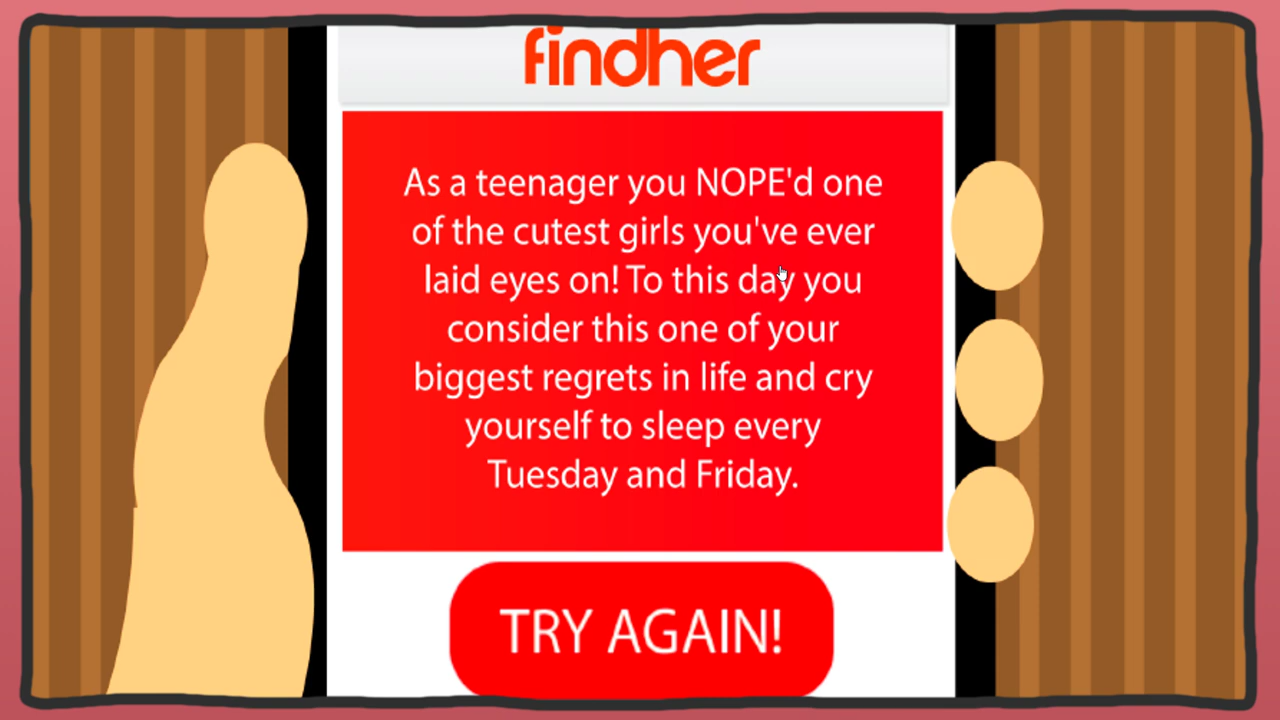 findher
As a teenager you NOPE'd one
of the cutest girls you've ever
laid eyes on! To this day you
consider this one of your
biggest regrets in life and cry
yourself to sleep every
Tuesday and Friday.
TRY AGAIN!